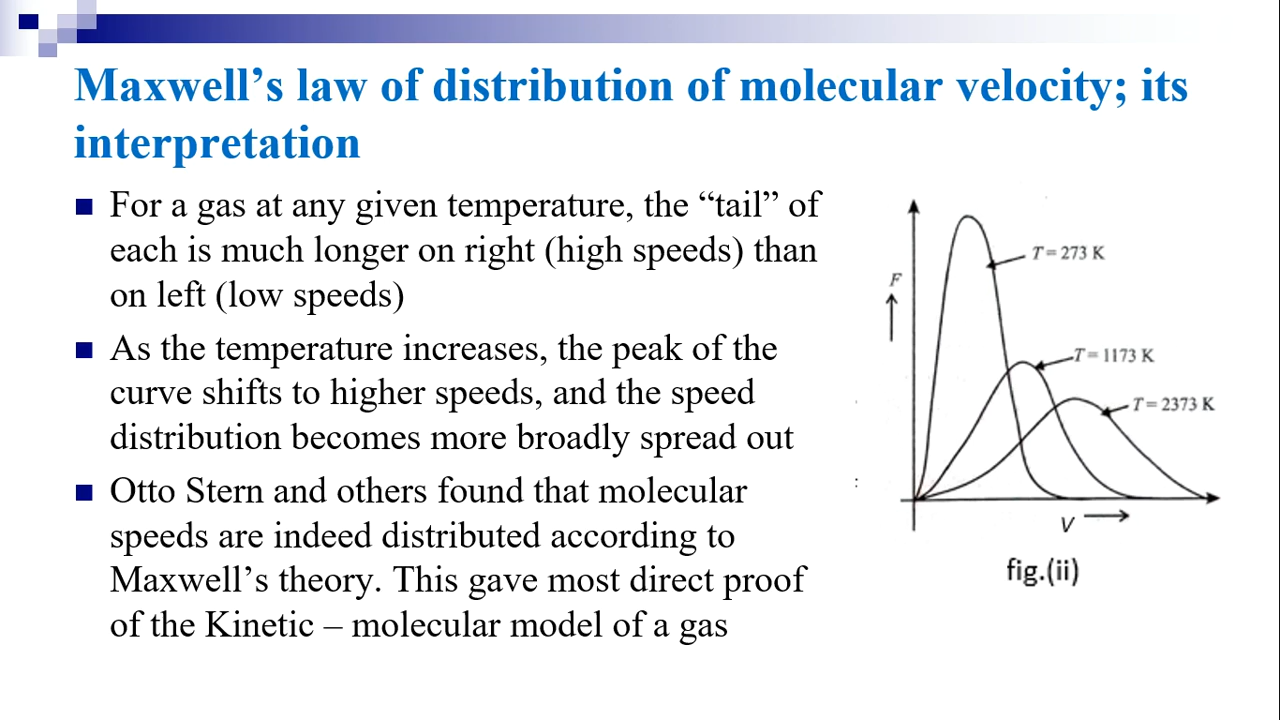 Maxwell’s law of distribution of molecular velocity; its
interpretation
■ For a gas at any given temperature, the “tail” of
each is much longer on right (high speeds) than
on left (low speeds)
■ As the temperature increases, the peak of the
curve shifts to higher speeds, and the speed
distribution becomes more broadly spread out
■ Otto Stern and others found that molecular
speeds are indeed distributed according to
Maxwell’s theory. This gave most direct proof
of the Kinetic – molecular model of a gas
T = 273 K
F
T = 1173 K
T = 2373 K
:
V
fig.(ii)